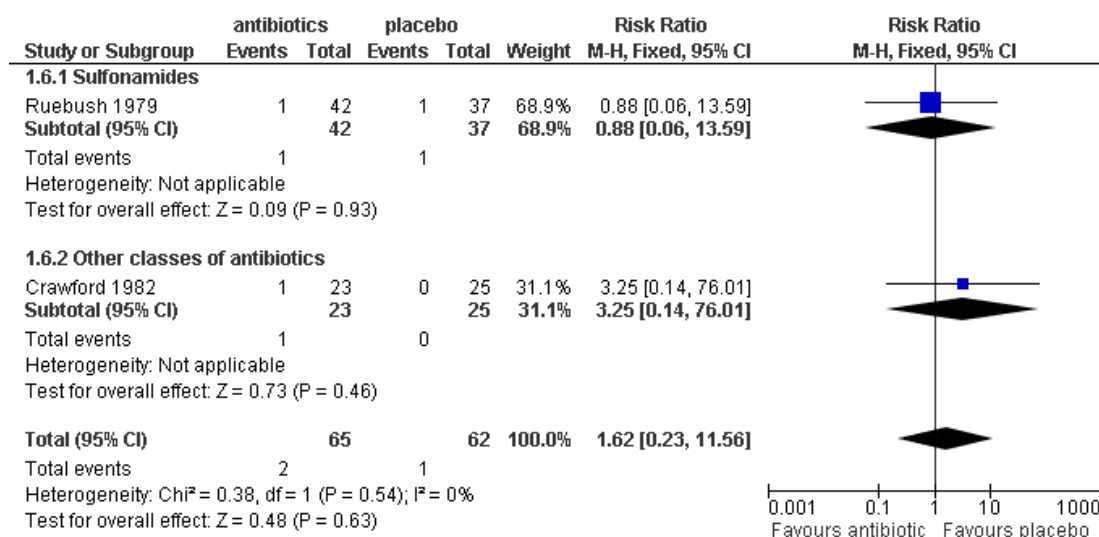 antibiotics placebo Risk Ratio Risk Ratio
Study or Subgroup Events Total Events Total Weight M-H, Fixed, 95% CI M-H, Fixed, 95% CI
1.6.1 Sulfonamides
Ruebush 1979 1 42 1 37 68.9% 0.88 [0.06, 13.59]
Subtotal (95% CI) 42 37 68.9% 0.88 [0.06, 13.59]
Total events 1 1
Heterogeneity: Not applicable
Test for overall effect: Z = 0.09 (P = 0.93)
1.6.2 Other classes of antibiotics
Crawford 1982 1 23 0 25 31.1% 3.25 [0.14, 76.01]
Subtotal (95% CI) 23 25 31.1% 3.25 [0.14, 76.01]
Total events 1 0
Heterogeneity: Not applicable
Test for overall effect: Z = 0.73 (P = 0.46)
Total (95% CI) 65 62 100.0% 1.62 [0.23, 11.56]
Total events 2 1
Heterogeneity: Chi² = 0.38, df = 1 (P = 0.54); I² = 0%
Test for overall effect: Z = 0.48 (P = 0.63)
0.001 0.1 1 10 1000
Favours antibiotic Favours placebo